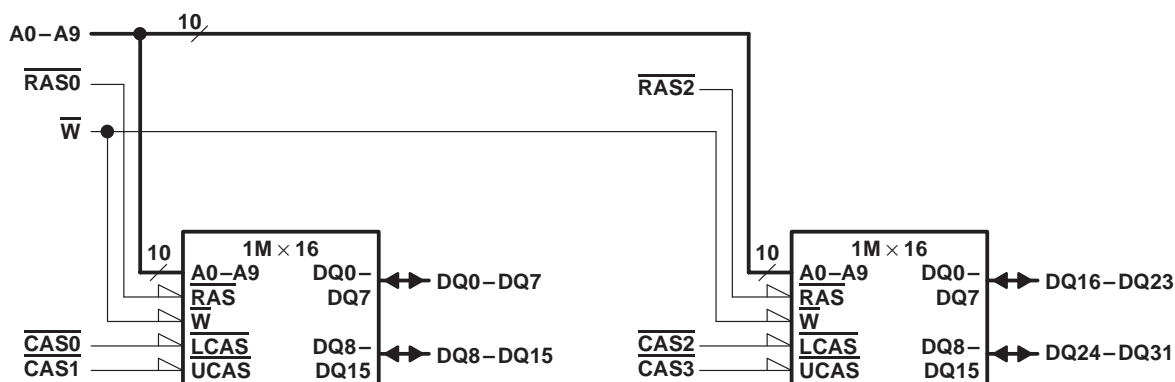 A0–A9
10
RAS0
RAS2
W
10
1M × 16
A0–A9
RAS
W
LCAS
UCAS
DQ0–
DQ7
DQ8–
DQ15
DQ0–DQ7
DQ8–DQ15
CAS0
CAS1
10
1M × 16
A0–A9
RAS
W
LCAS
UCAS
DQ0–
DQ7
DQ8–
DQ15
DQ16–DQ23
DQ24–DQ31
CAS2
CAS3